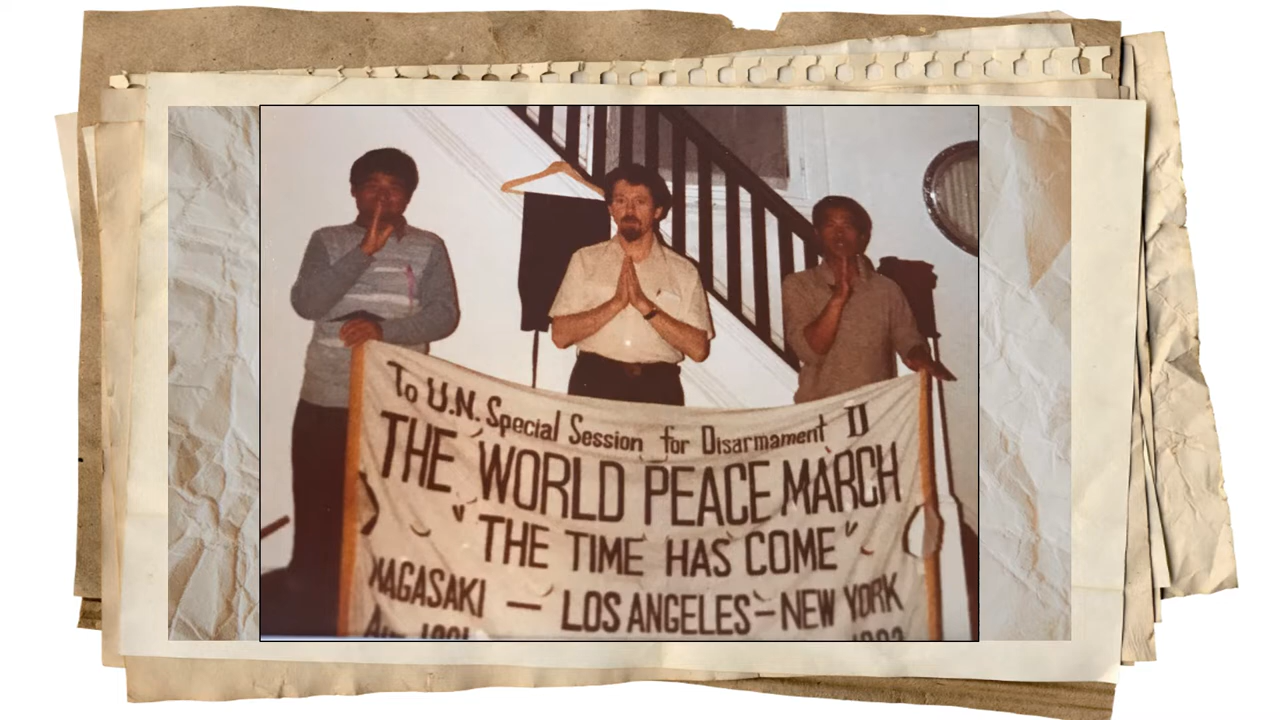 To U.N. Special Session for Disarmament II
THE WORLD PEACE MARCH
"THE TIME HAS COME"
NAGASAKI — LOS ANGELES — NEW YORK